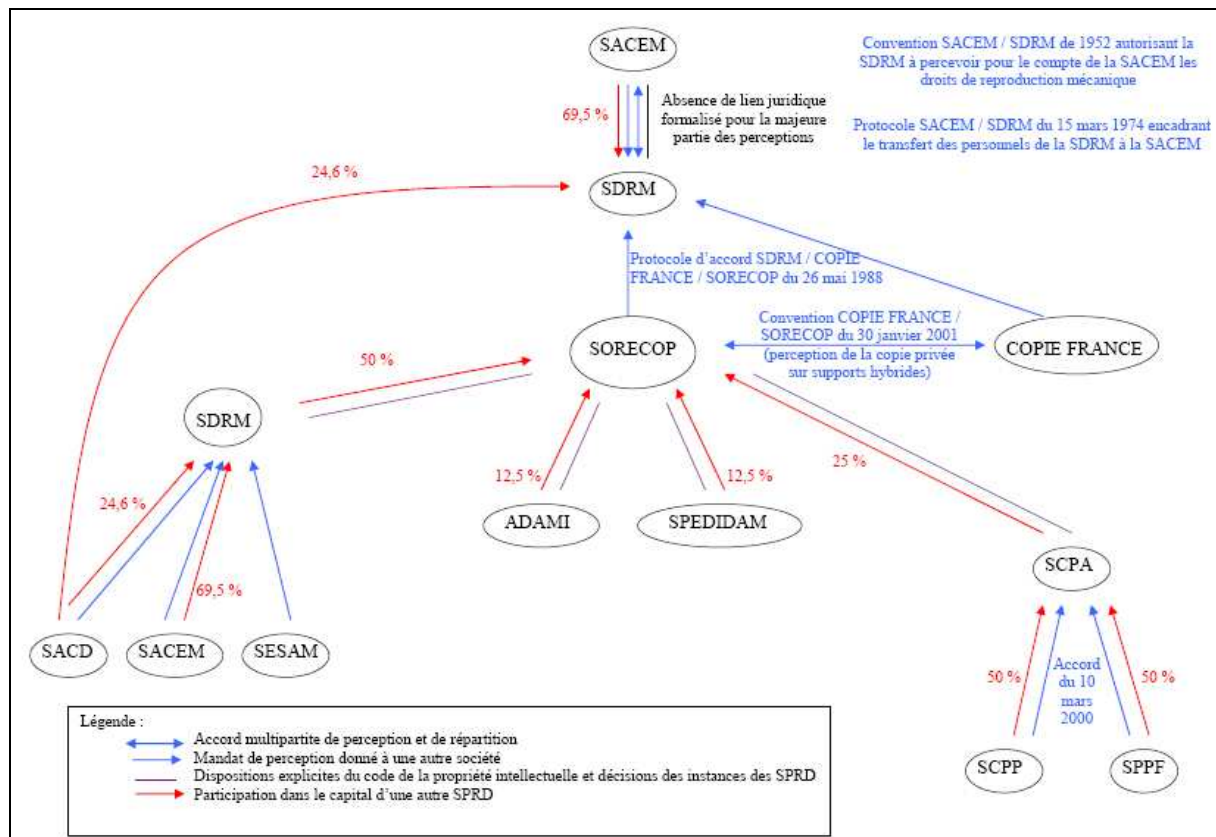 SACEM
Convention SACEM / SDRM de 1952 autorisant la
SDRM à percevoir pour le compte de la SACEM les
droits de reproduction mécanique
69,5 %
Absence de lien juridique
formalisé pour la majeure
partie des perceptions
Protocole SACEM / SDRM du 15 mars 1974 encadrant
le transfert des personnels de la SDRM à la SACEM
24,6 %
SDRM
Protocole d'accord SDRM / COPIE
FRANCE / SORECOP du 26 mai 1988
Convention COPIE FRANCE /
SORECOP du 30 janvier 2001
(perception de la copie privée
sur supports hybrides)
SORECOP
COPIE FRANCE
50 %
SDRM
12,5 %
12,5 %
25 %
24,6 %
ADAMI
SPEDIDAM
SCPA
69,5 %
SACD
SACEM
SESAM
50 %
Accord
du 10
mars
2000
50 %
SCPP
SPPF
Légende :
Accord multipartite de perception et de répartition
Mandat de perception donné à une autre société
Dispositions explicites du code de la propriété intellectuelle et décisions des instances des SPRD
Participation dans le capital d'une autre SPRD